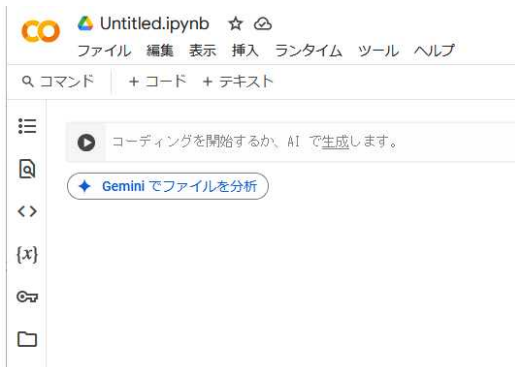 Untitled.ipynb
ファイル 編集 表示 挿入 ランタイム ツール ヘルプ
コマンド + コード + テキスト
コーディングを開始するか、AI で生成します。
Gemini でファイルを分析
{x}